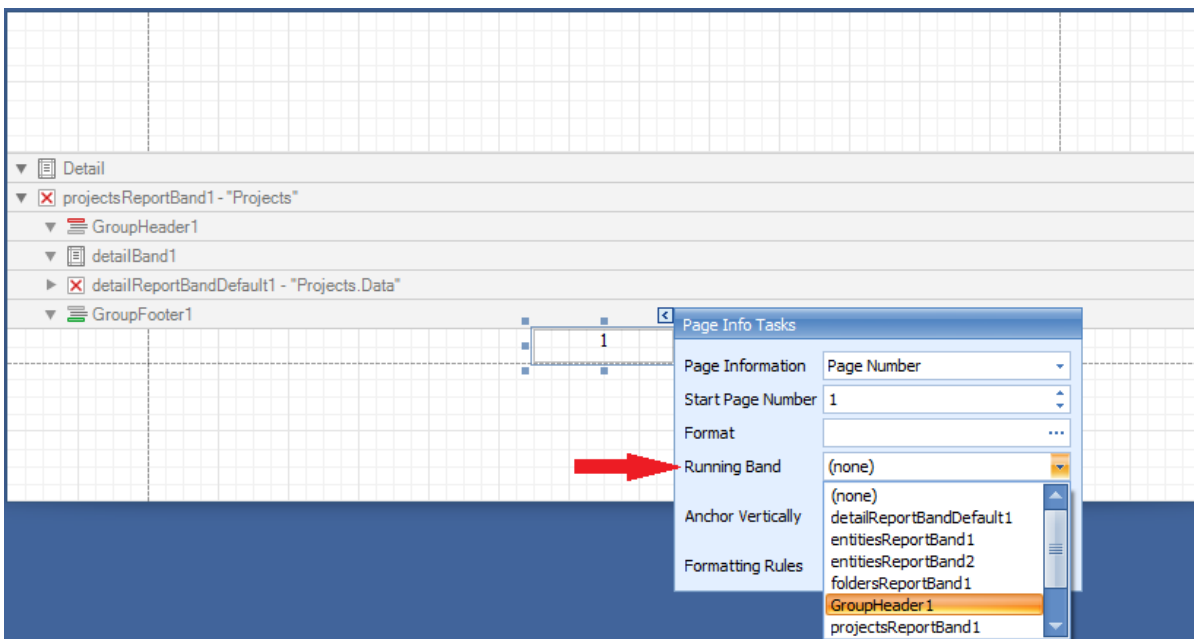 Detail
projectsReportBand1 - "Projects"
GroupHeader1
detailBand1
detailReportBandDefault1 - "Projects.Data"
GroupFooter1
1
Page Info Tasks
Page Information Page Number
Start Page Number 1
Format
Running Band (none)
(none)
Anchor Vertically
detailReportBandDefault1
entitiesReportBand1
entitiesReportBand2
Formatting Rules
foldersReportBand1
GroupHeader1
projectsReportBand1